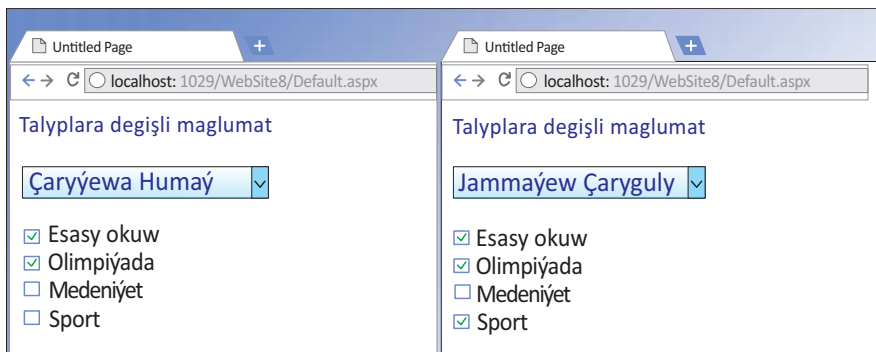 Untitled Page
localhost: 1029/WebSite8/Default.aspx
Talyplara degişli maglumat
Çaryýewa Humaý
Esasy okuw
Olimpiýada
Medeniýet
Sport
Untitled Page
localhost: 1029/WebSite8/Default.aspx
Talyplara degişli maglumat
Jammaýew Çaryguly
Esasy okuw
Olimpiýada
Medeniýet
Sport